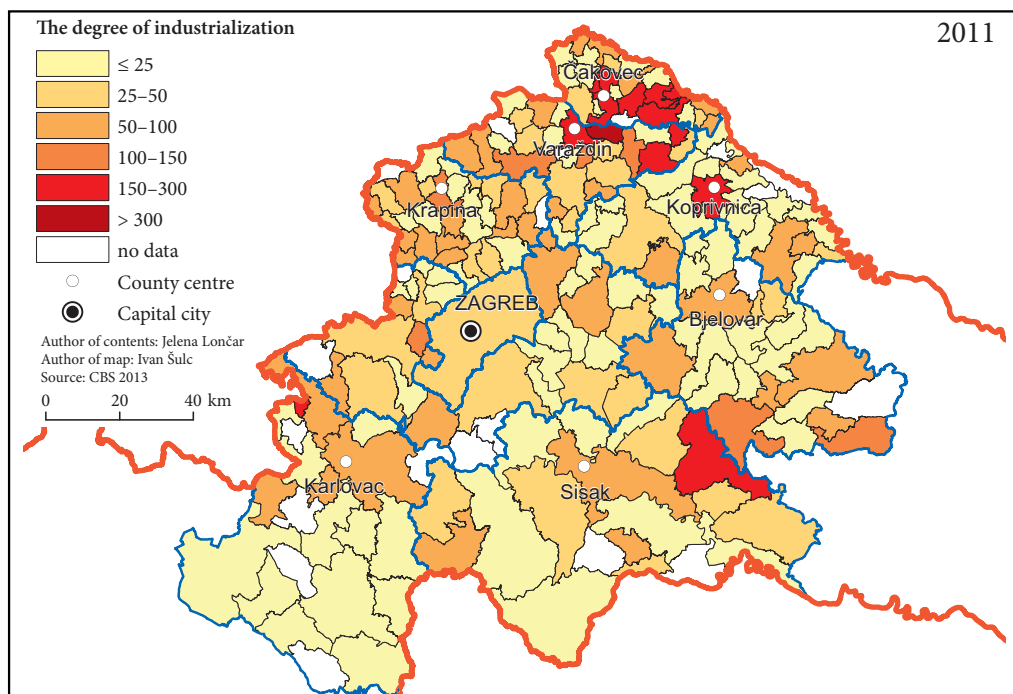 The degree of industrialization
2011
≤ 25
25–50
50–100
100–150
150–300
> 300
no data
County centre
Capital city
Author of contents: Jelena Lončar
Author of map: Ivan Šulc
Source: CBS 2013
0 20 40 km
Čakovec
Varaždin
Krapina
Koprivnica
ZAGREB
Bjelovar
Karlovac
Sisak